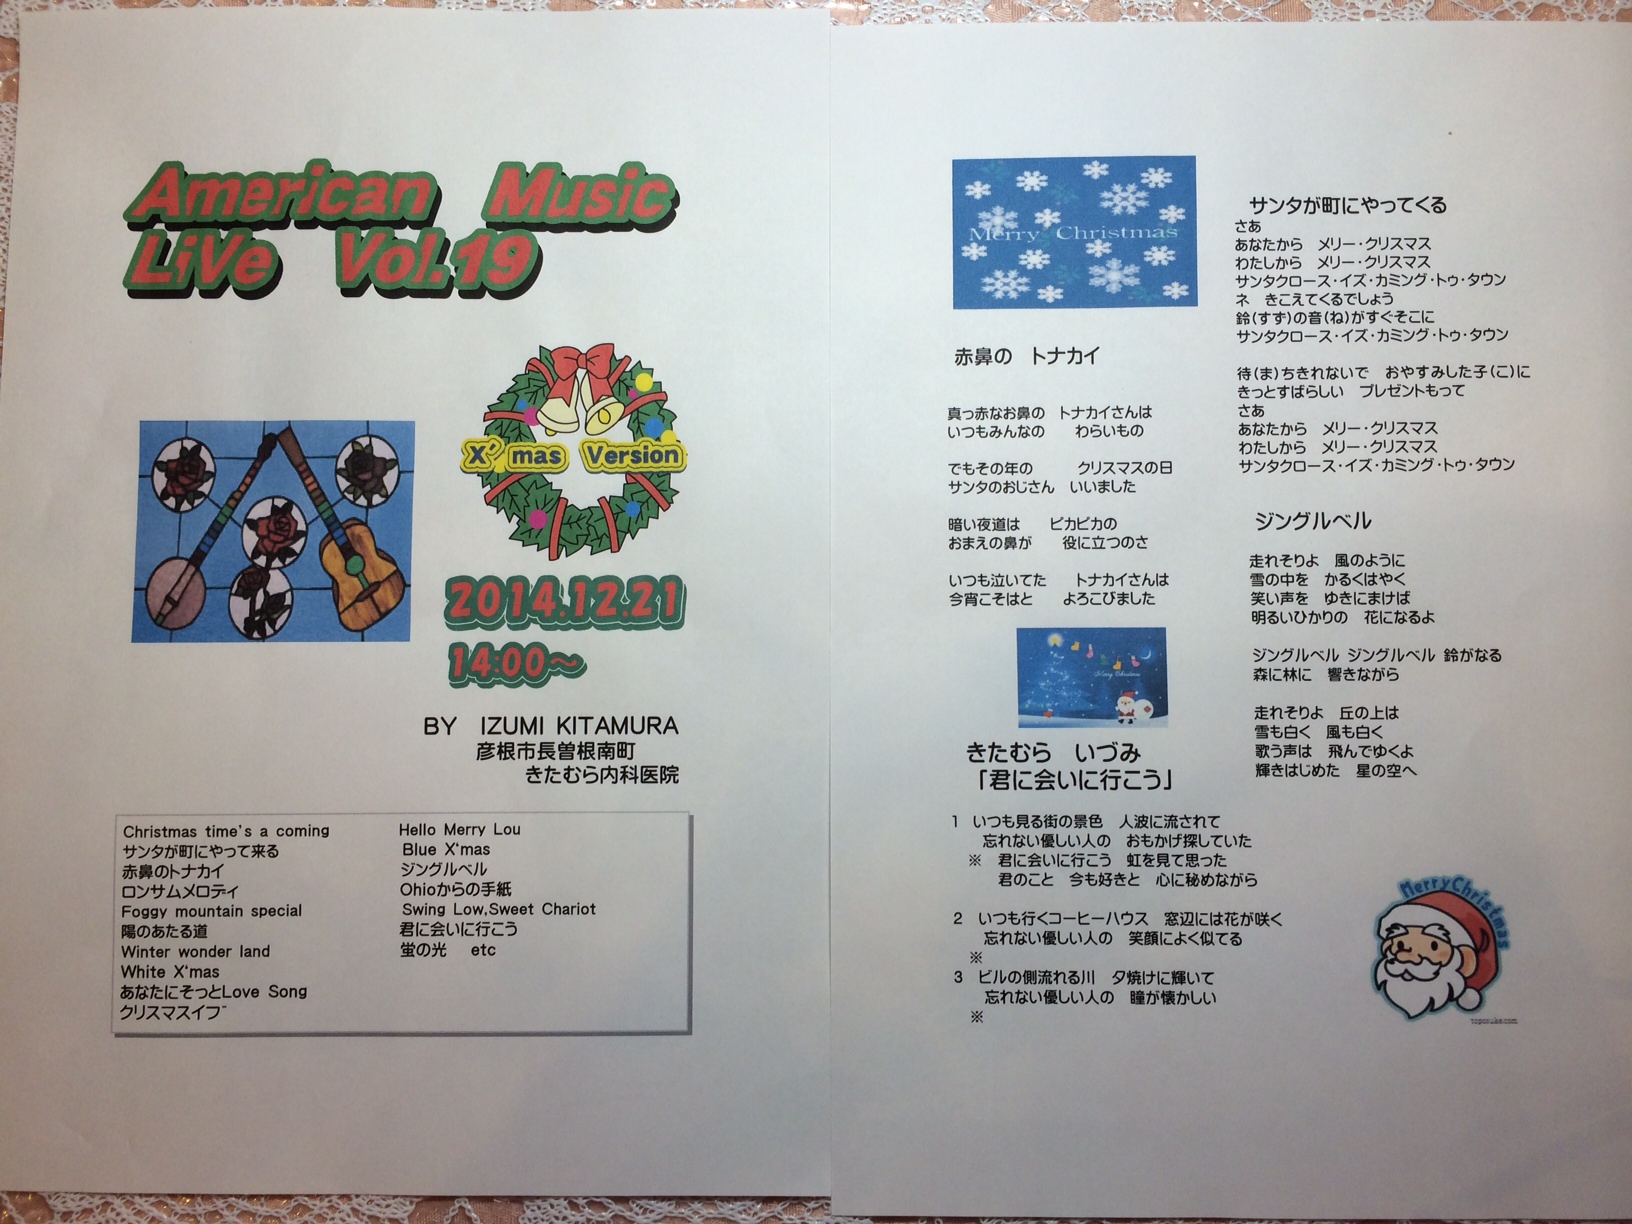 American Music
LiVe Vol.19
X'mas Version
2014.12.21
14:00～
BY IZUMI KITAMURA
彦根市長曽根南町
きたむら内科医院
Christmas time's a coming
サンタが町にやって来る
赤鼻のトナカイ
ロンサムメロディ
Foggy mountain special
陽のあたる道
Winter wonder land
White X'mas
あなたにそっとLove Song
クリスマスイブ
Hello Merry Lou
Blue X'mas
ジングルベル
Ohioからの手紙
Swing Low,Sweet Chariot
君に会いに行こう
蛍の光 etc
Merry Christmas
赤鼻の トナカイ
真っ赤なお鼻の トナカイさんは
いつもみんなの わらいもの
でもその年の クリスマスの日
サンタのおじさん いいました
暗い夜道は ピカピカの
おまえの鼻が 役に立つのさ
いつも泣いてた トナカイさんは
今宵こそはと よろこびました
Merry Christmas
きたむら いづみ
「君に会いに行こう」
1 いつも見る街の景色 人波に流されて
忘れない優しい人の おもかげ探していた
※ 君に会いに行こう 虹を見て思った
君のこと 今も好きと 心に秘めながら
2 いつも行くコーヒーハウス 窓辺には花が咲く
忘れない優しい人の 笑顔によく似てる
※
3 ビルの側流れる川 夕焼けに輝いて
忘れない優しい人の 瞳が懐かしい
※
サンタが町にやってくる
さあ
あなたから メリー・クリスマス
わたしから メリー・クリスマス
サンタクロース・イズ・カミング・トゥ・タウン
ネ きこえてくるでしょう
鈴(すず)の音(ね)がすぐそこに
サンタクロース・イズ・カミング・トゥ・タウン
待(ま)ちきれないで おやすみした子(こ)に
きっとすばらしい プレゼントもって
さあ
あなたから メリー・クリスマス
わたしから メリー・クリスマス
サンタクロース・イズ・カミング・トゥ・タウン
ジングルベル
走れそりよ 風のように
雪の中を かるくはやく
笑い声を ゆきにまけば
明るいひかりの 花になるよ
ジングルベル ジングルベル 鈴がなる
森に林に 響きながら
走れそりよ 丘の上は
雪も白く 風も白く
歌う声は 飛んでゆくよ
輝きはじめた 星の空へ
MerryChristmas